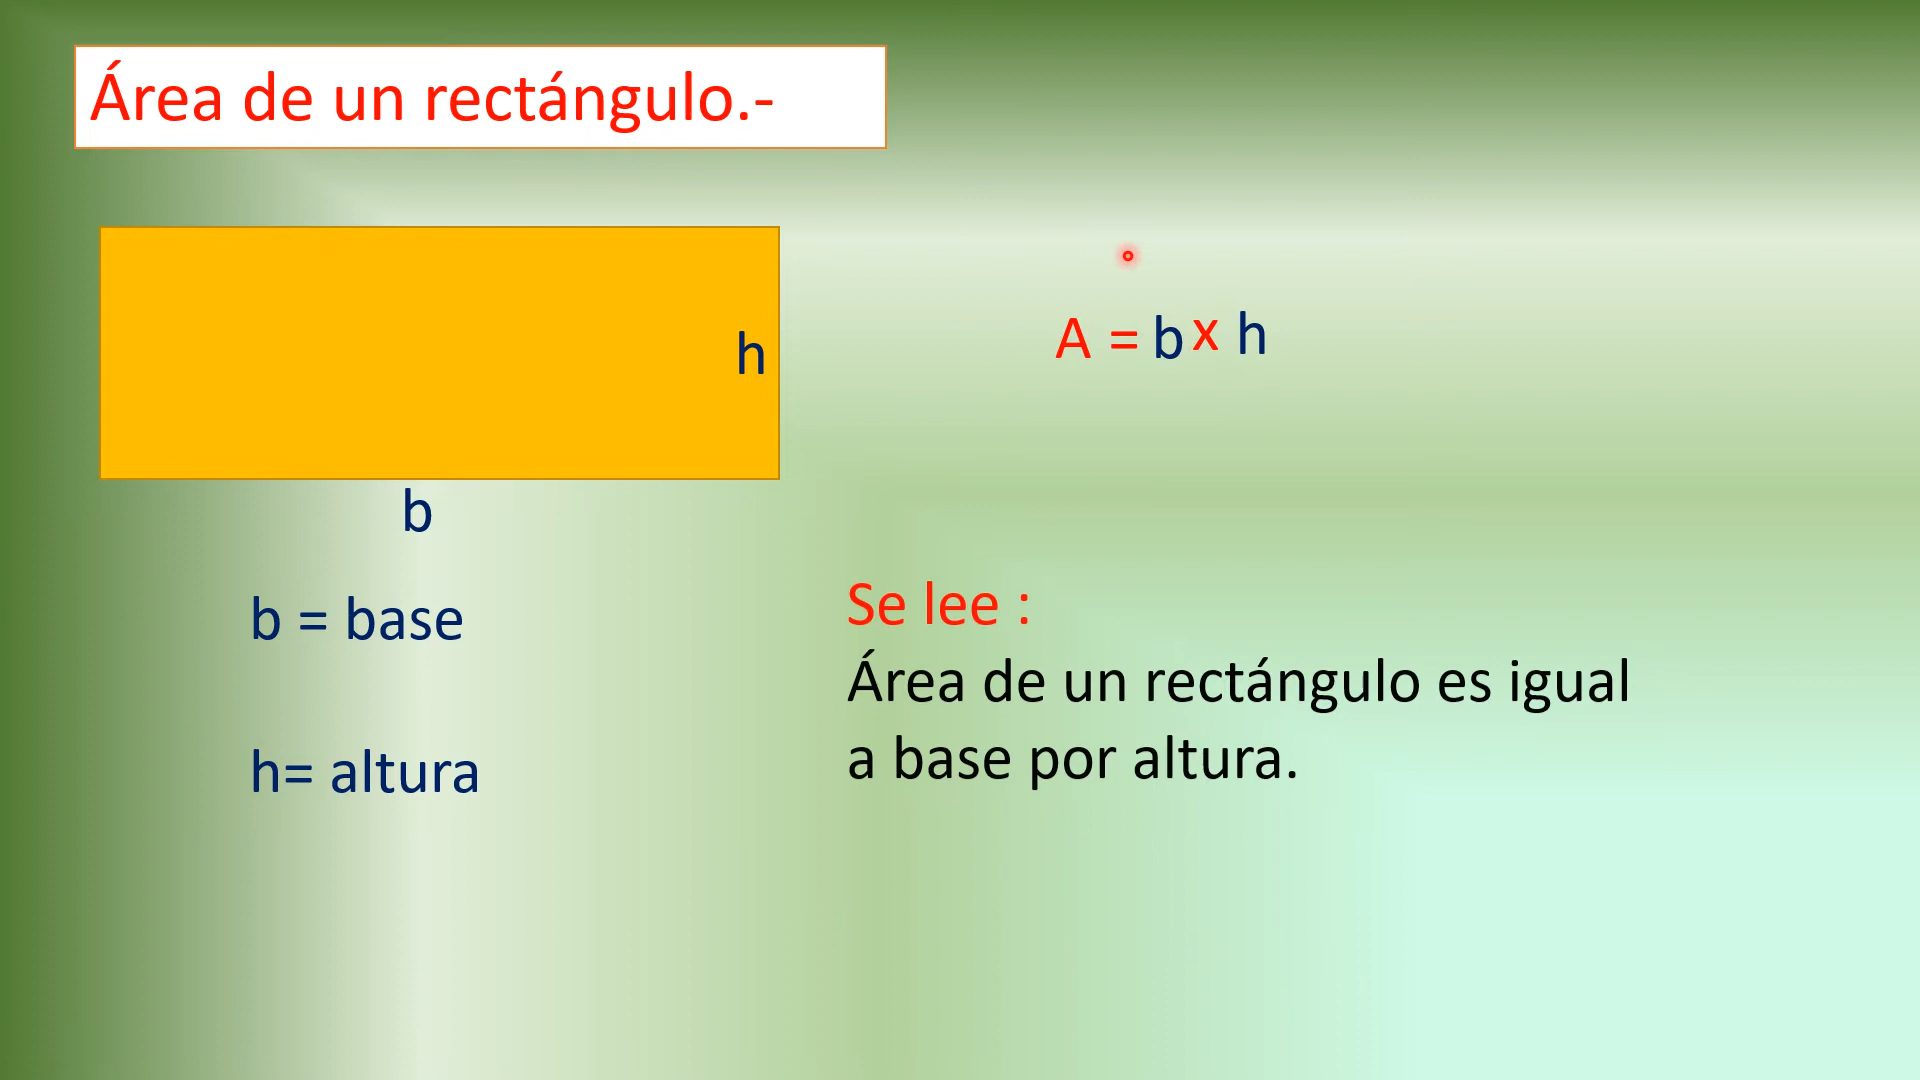 Área de un rectángulo.-
h
A = b x h
b
b = base
h= altura
Se lee :
Área de un rectángulo es igual
a base por altura.